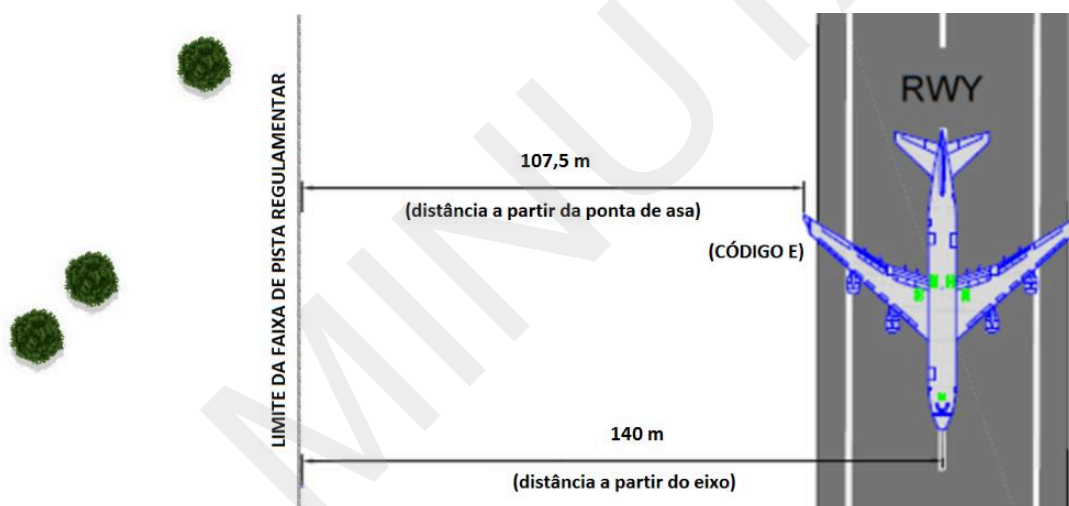 RWY
LIMITE DA FAIXA DE PISTA REGULAMENTAR
107,5 m
(distância a partir da ponta de asa)
(CÓDIGO E)
140 m
(distância a partir do eixo)
MINUTA